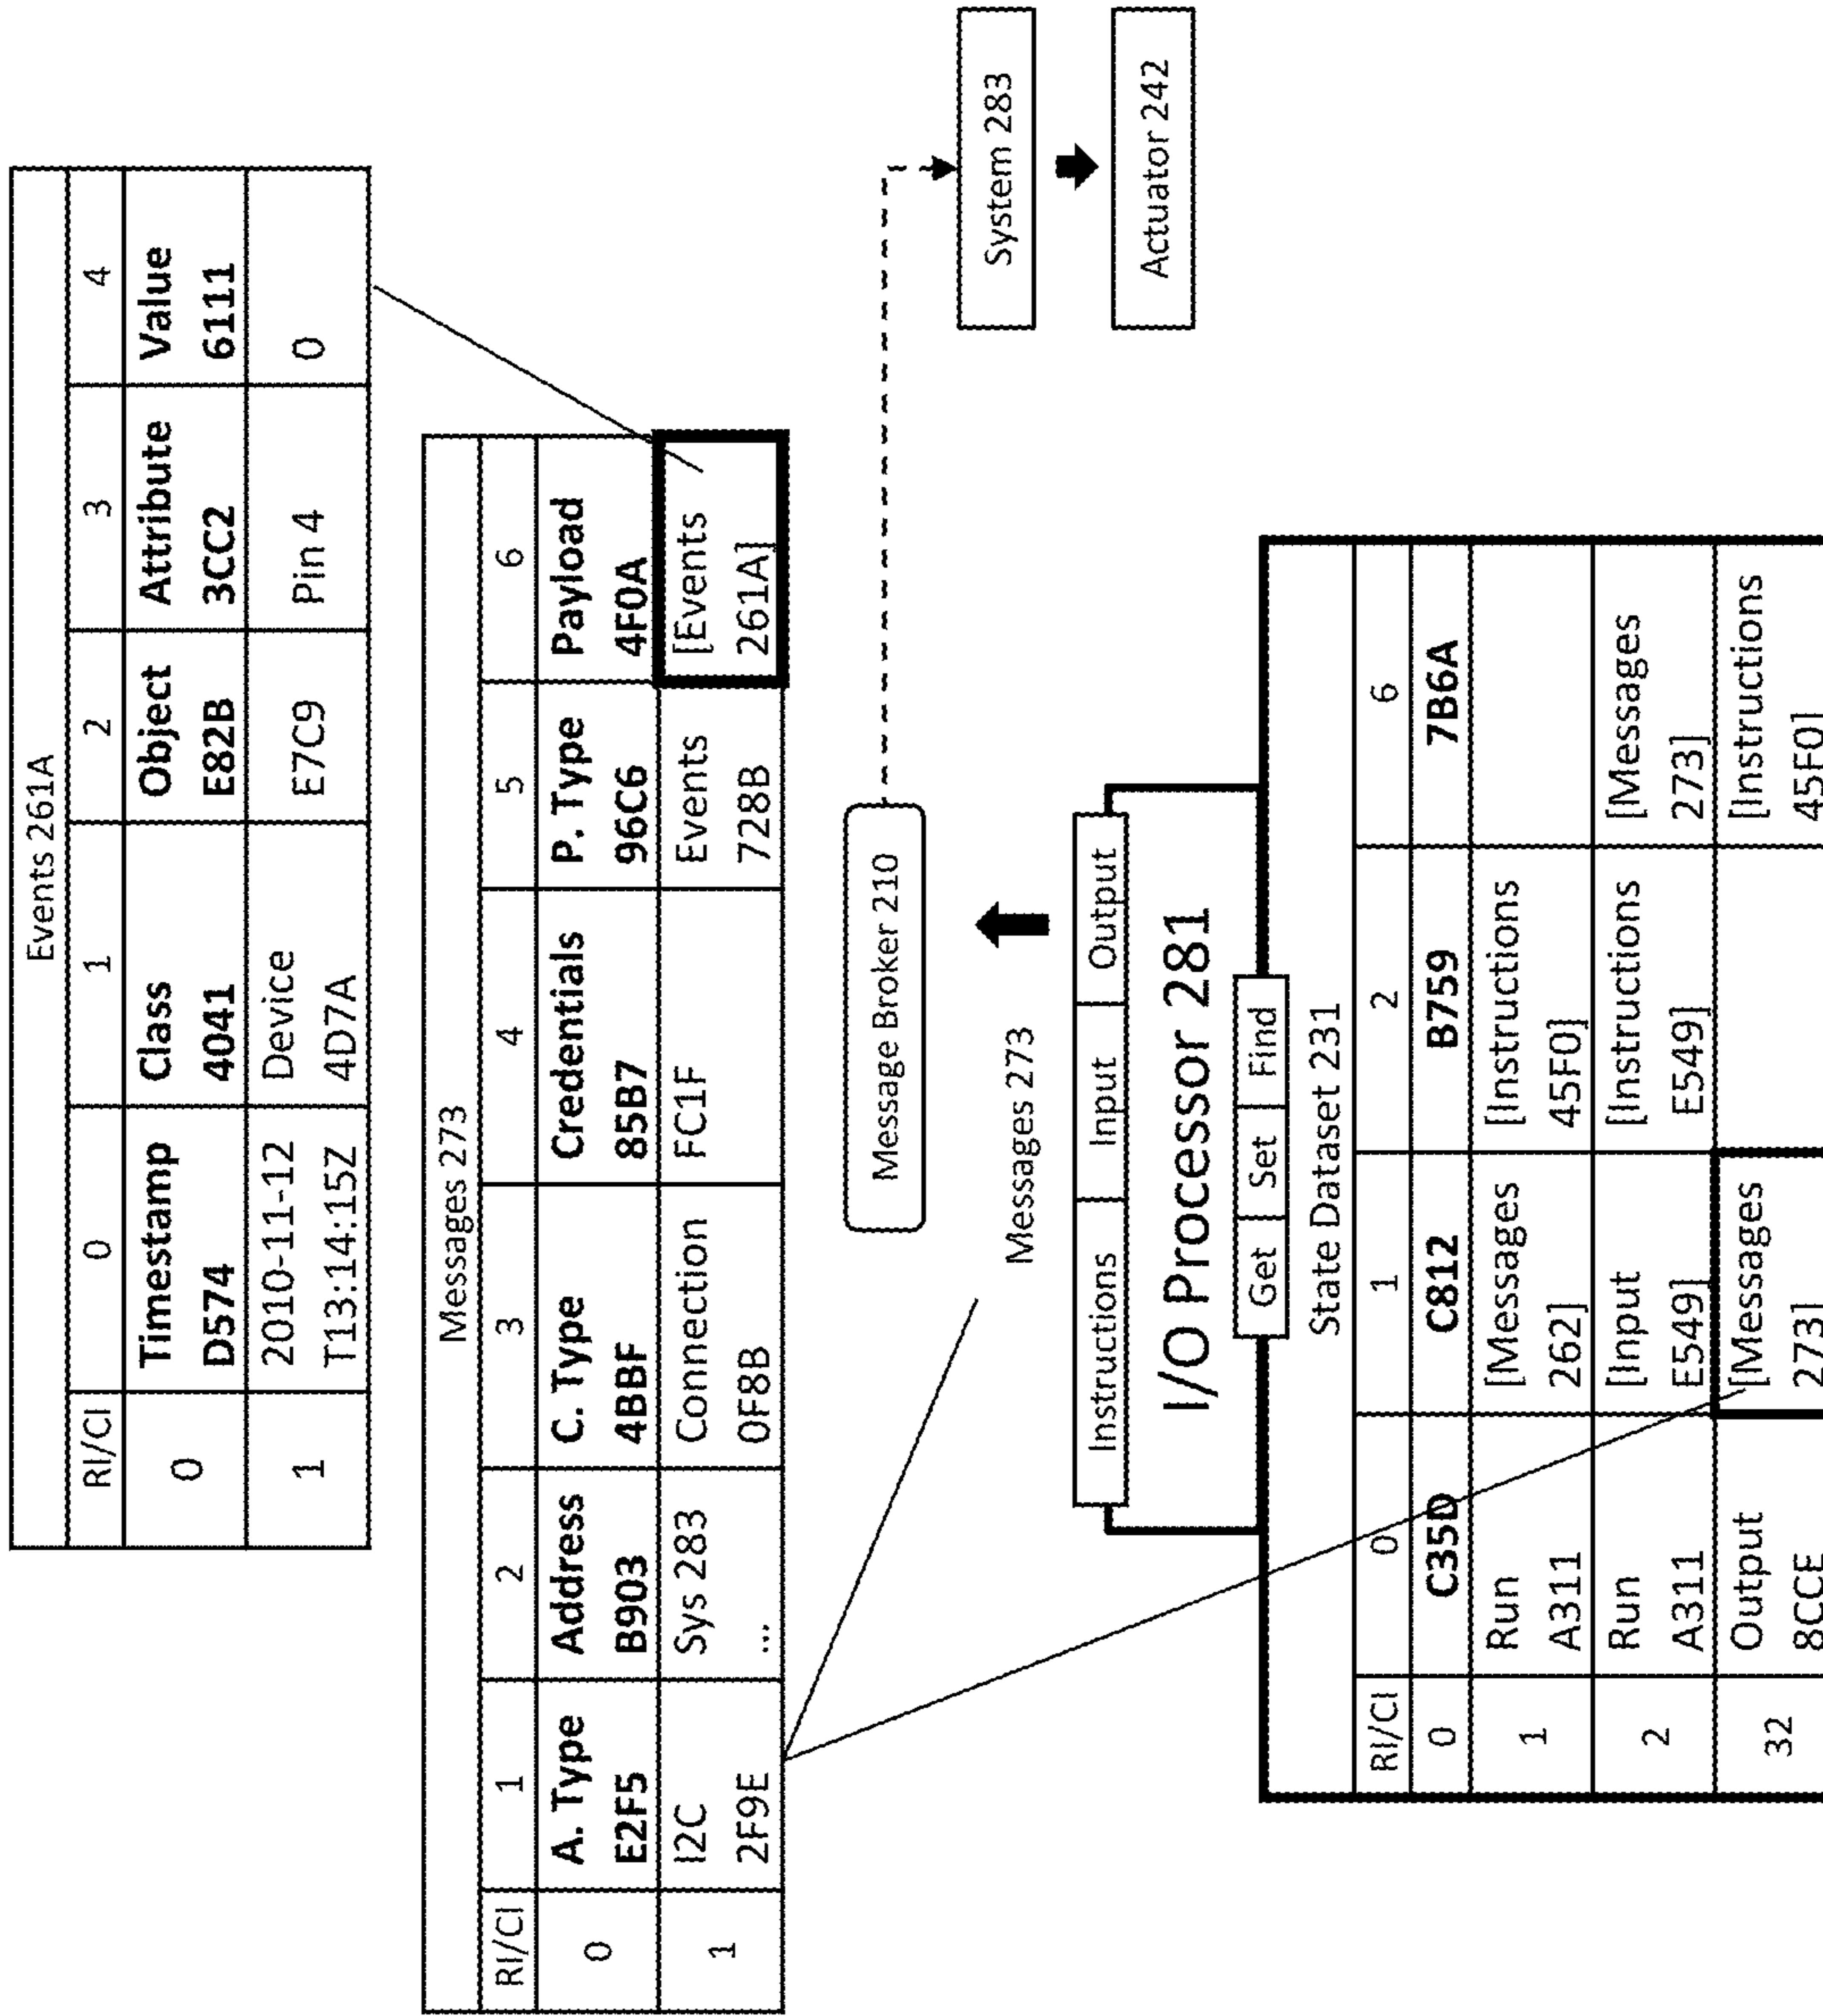 Events 261A
RI/CI 0 1 2 3 4
0 Timestamp Class Object Attribute Value
D574 4041 E82B 3CC2 6111
1 2010-11-12 Device E7C9 Pin 4 0
T13:14:15Z 4D7A
Messages 273
RI/CI 1 2 3 4 5 6
0 A. Type Address C. Type Credentials P. Type Payload
E2F5 B903 4BBF 85B7 96C6 4F0A
1 I2C Sys 283 Connection FC1F Events [Events
2F9E ... 0F8B 728B 261A]
Message Broker 210
System 283
Actuator 242
Messages 273
Instructions Input Output
I/O Processor 281
Get Set Find
State Dataset 231
RI/CI 0 1 2 6
0 C35D C812 B759 7B6A
1 Run [Messages [Instructions
A311 262] 45F0]
2 Run [Input [Instructions [Messages
A311 E549] E549] 273]
32 Output [Messages [Instructions
8CCE 273] 45F0]